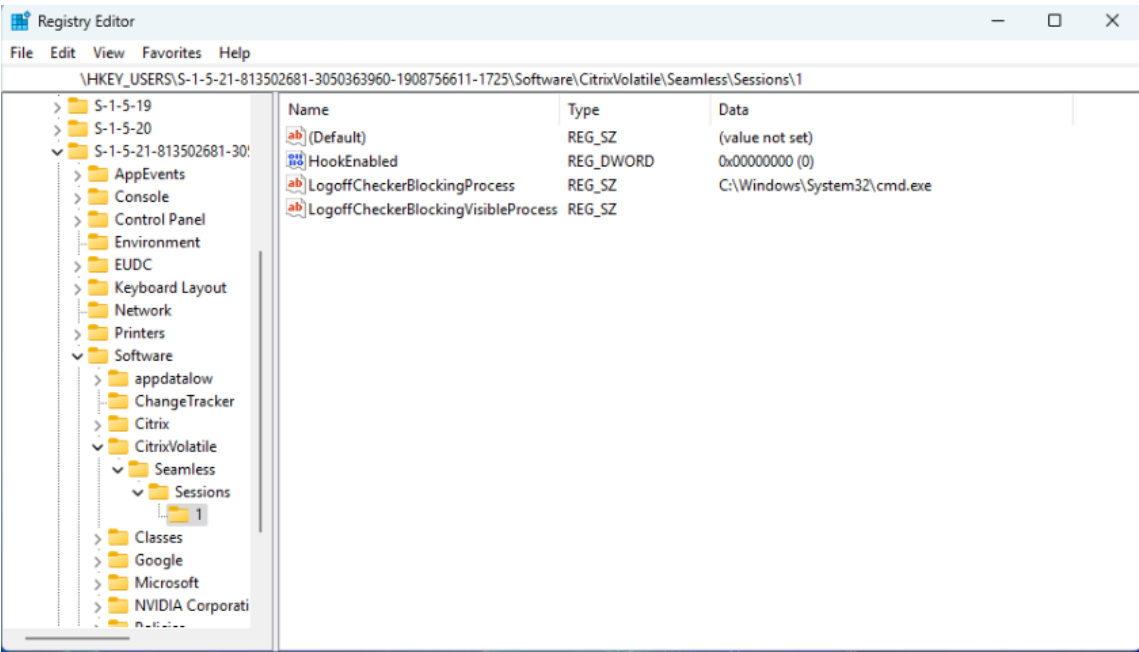 Registry Editor
File Edit View Favorites Help
\HKEY_USERS\S-1-5-21-813502681-3050363960-1908756611-1725\Software\CitrixVolatile\Seamless\Sessions\1
S-1-5-19
S-1-5-20
S-1-5-21-813502681-305
AppEvents
Console
Control Panel
Environment
EUDC
Keyboard Layout
Network
Printers
Software
appdatalow
ChangeTracker
Citrix
CitrixVolatile
Seamless
Sessions
1
Classes
Google
Microsoft
NVIDIA Corporati
Policies
Name Type Data
(Default) REG_SZ (value not set)
HookEnabled REG_DWORD 0x00000000 (0)
LogoffCheckerBlockingProcess REG_SZ C:\Windows\System32\cmd.exe
LogoffCheckerBlockingVisibleProcess REG_SZ